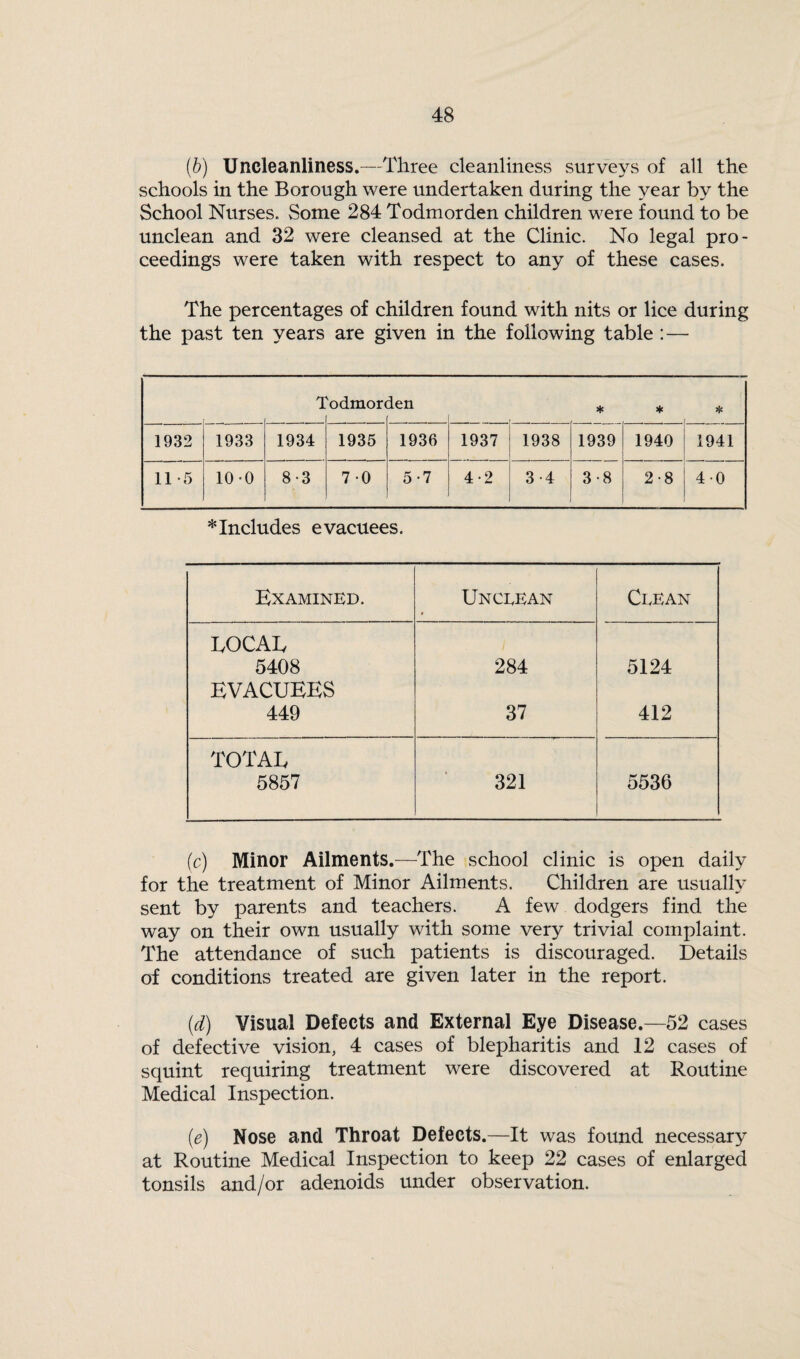 48
(b) Uncleanliness.—Three cleanliness surveys of all the
schools in the Borough were undertaken during the year by the
School Nurses. Some 284 Todmorden children were found to be
unclean and 32 were cleansed at the Clinic. No legal pro-
ceedings were taken with respect to any of these cases.
The percentages of children found with nits or lice during
the past ten years are given in the following table :—
Todmorden * * *
1932 1933 1934 1935 1936 1937 1938 1939 1940 1941
11·5 10·0 8·3 7·0 5·7 4·2 3·4 3·8 2·8 4·0
*Includes evacuees.
EXAMINED. UNCLEAN CLEAN
LOCAL
5408 284 5124
EVACUEES
449 37 412
TOTAL
5857 321 5536
(c) Minor Ailments.—The school clinic is open daily
for the treatment of Minor Ailments. Children are usually
sent by parents and teachers. A few dodgers find the
way on their own usually with some very trivial complaint.
The attendance of such patients is discouraged. Details
of conditions treated are given later in the report.
(d) Visual Defects and External Eye Disease.—52 cases
of defective vision, 4 cases of blepharitis and 12 cases of
squint requiring treatment were discovered at Routine
Medical Inspection.
(e) Nose and Throat Defects.—It was found necessary
at Routine Medical Inspection to keep 22 cases of enlarged
tonsils and/or adenoids under observation.